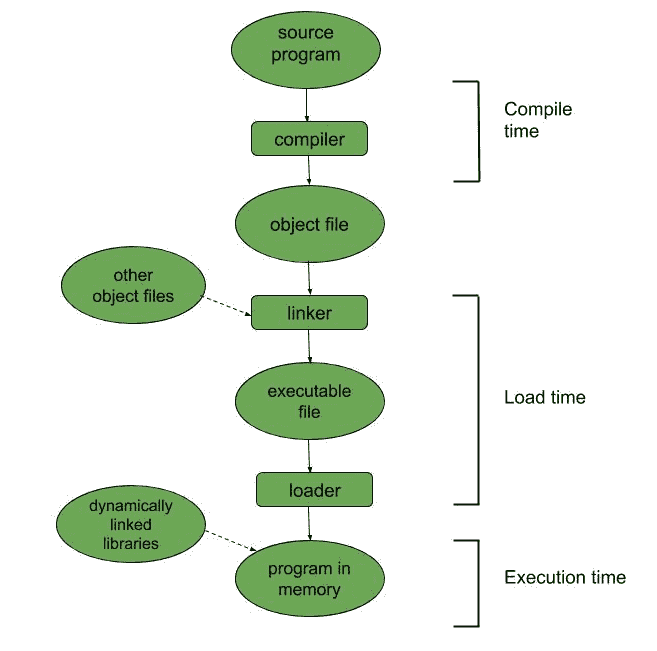 source
program
Compile
time
compiler
object file
other
object files
linker
executable
file
Load time
loader
dynamically
linked
libraries
program in
memory
Execution time